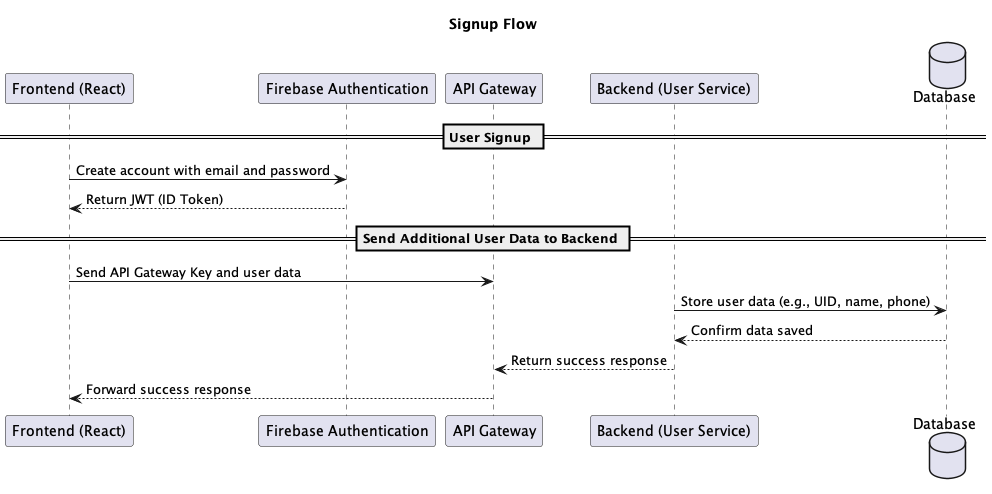 Signup Flow
Frontend (React)
Firebase Authentication
API Gateway
Backend (User Service)
Database
User Signup
Create account with email and password
Return JWT (ID Token)
Send Additional User Data to Backend
Send API Gateway Key and user data
Store user data (e.g., UID, name, phone)
Confirm data saved
Return success response
Forward success response
Frontend (React)
Firebase Authentication
API Gateway
Backend (User Service)
Database